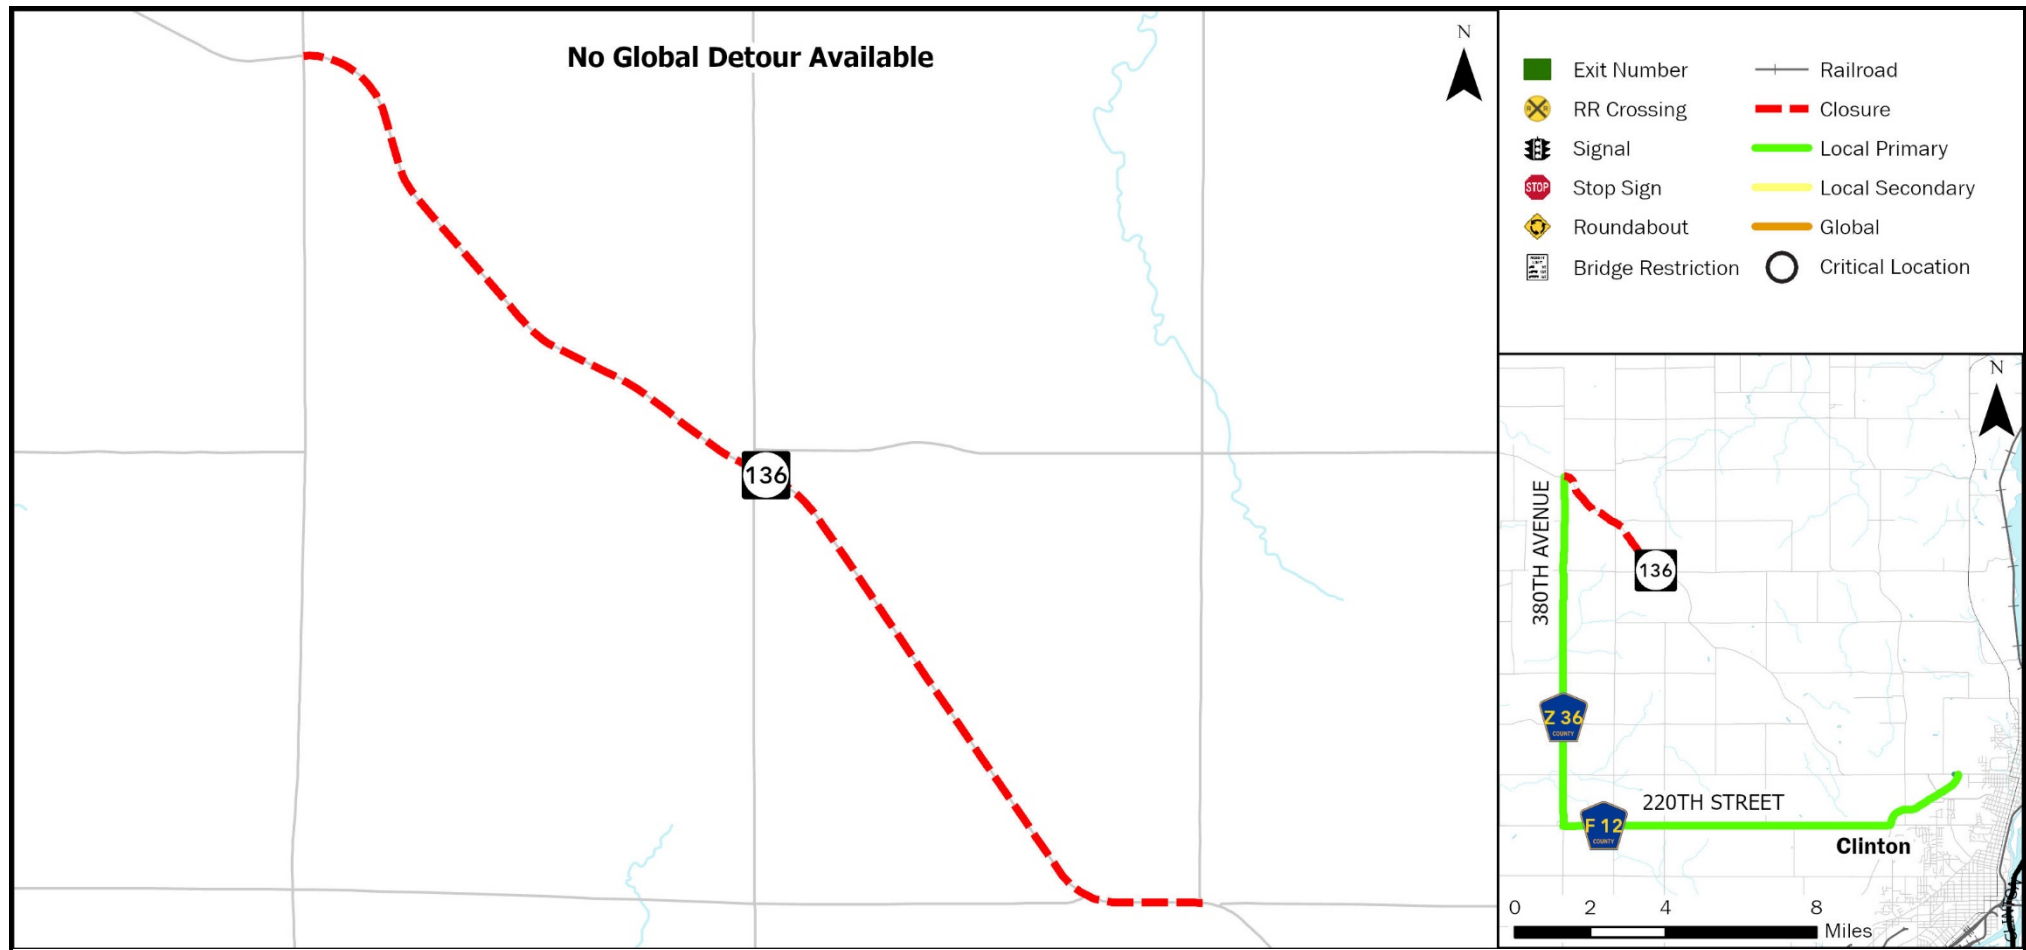 No Global Detour Available
N
136
Exit Number
RR Crossing
Signal
STOP
Stop Sign
Roundabout
Bridge Restriction
Railroad
Closure
Local Primary
Local Secondary
Global
Critical Location
N
380TH AVENUE
136
Z 36
COUNTY
220TH STREET
F 12
COUNTY
Clinton
CLINTON
0 2 4 8
Miles